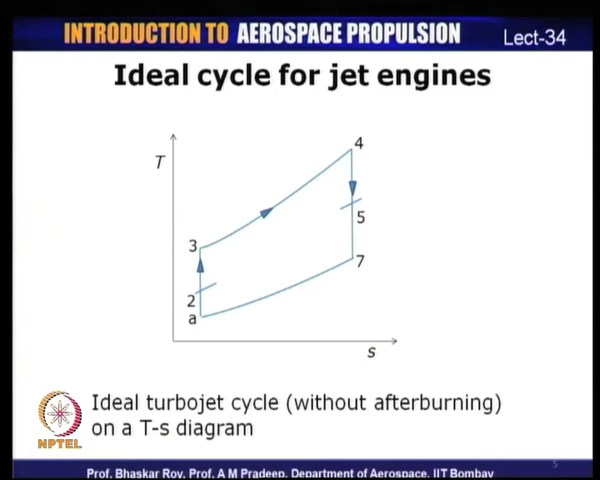 INTRODUCTION TO AEROSPACE PROPULSION
Lect-34
Ideal cycle for jet engines
T
4
3
5
2
7
a
s
Ideal turbojet cycle (without afterburning)
on a T-s diagram
NPTEL
5
Prof. Bhaskar Roy, Prof. A M Pradeep, Department of Aerospace, IIT Bombay